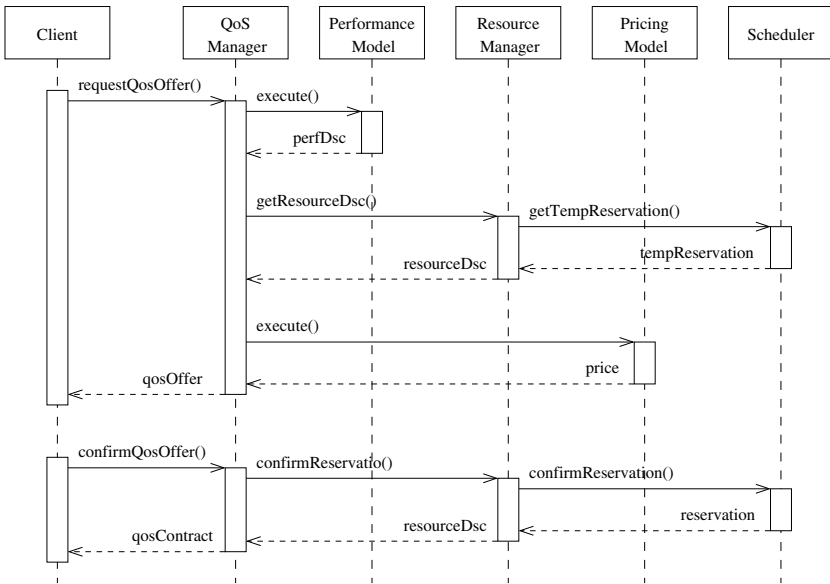 Client
QoS
Manager
Performance
Model
Resource
Manager
Pricing
Model
Scheduler
requestQosOffer()
execute()
perfDsc
getResourceDsc()
getTempReservation()
tempReservation
resourceDsc
execute()
price
qosOffer
confirmQosOffer()
confirmReservatio()
confirmReservation()
reservation
resourceDsc
qosContract